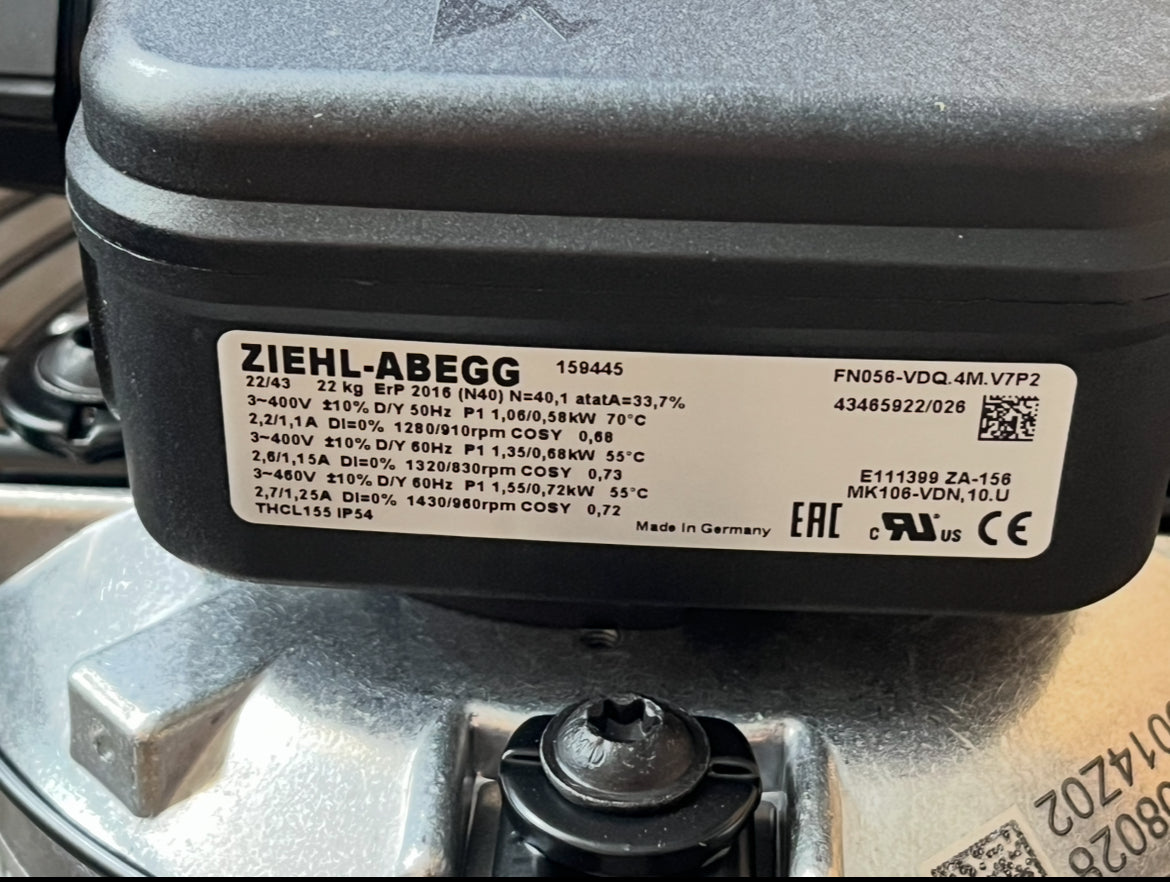 ZIEHL-ABEGG 159445
22/43 22 kg ErP 2016 (N40) N=40,1 atatA=33,7%
3~400V ±10% D/Y 50Hz P1 1,06/0,58kW 70°C
2,2/1,1A DI=0% 1280/910rpm COSY 0,68
3~400V ±10% D/Y 60Hz P1 1,35/0,68kW 55°C
2,6/1,15A DI=0% 1320/830rpm COSY 0,73
3~460V ±10% D/Y 60Hz P1 1,55/0,72kW 55°C
2,7/1,25A DI=0% 1430/960rpm COSY 0,72
THCL155 IP54
FN056-VDQ.4M.V7P2
43465922/026
E111399 ZA-156
MK106-VDN,10.U
Made in Germany EAC c RU US CE
014Z02
08028